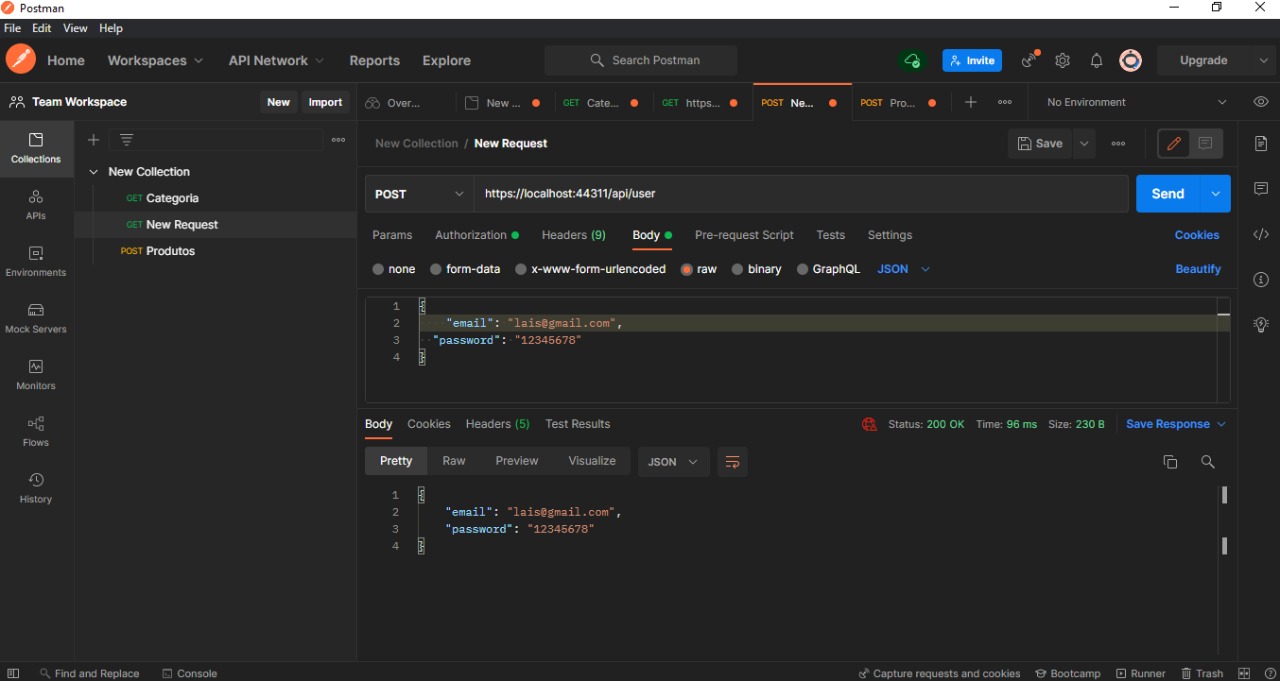 Postman
File Edit View Help
Home Workspaces API Network Reports Explore Search Postman Invite Upgrade
Team Workspace New Import Over... New ... GET Cate... GET https... POST Ne... POST Pro... No Environment
Collections
New Collection / New Request Save
New Collection
GET Categoria
POST https://localhost:44311/api/user Send
APIs
GET New Request
Params Authorization Headers (9) Body Pre-request Script Tests Settings Cookies
POST Produtos
Environments
none form-data x-www-form-urlencoded raw binary GraphQL JSON Beautify
1 {
2 "email": "lais@gmail.com",
Mock Servers
3 "password": "12345678"
4 }
Monitors
Body Cookies Headers (5) Test Results Status: 200 OK Time: 96 ms Size: 230 B Save Response
Flows
Pretty Raw Preview Visualize JSON
History
1 {
2 "email": "lais@gmail.com",
3 "password": "12345678"
4 }
Find and Replace Console Capture requests and cookies Bootcamp Runner Trash